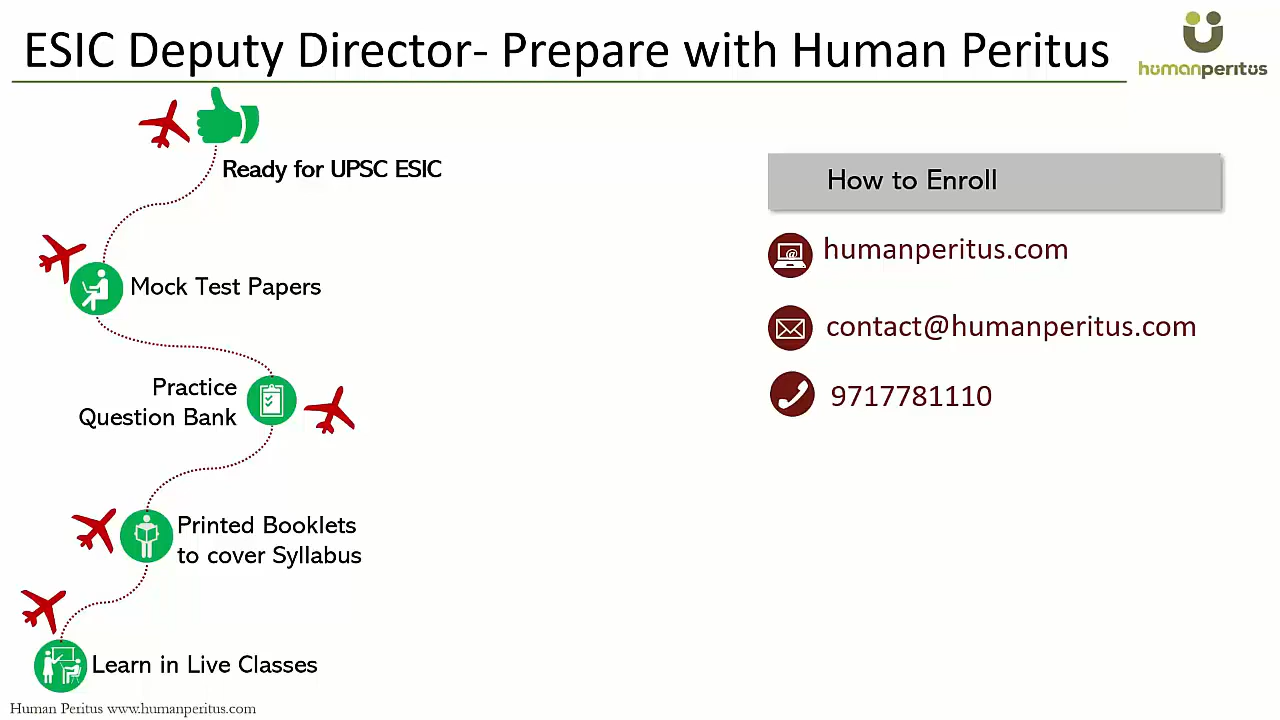 ESIC Deputy Director- Prepare with Human Peritus
humanperitus
Ready for UPSC ESIC
Mock Test Papers
Practice
Question Bank
Printed Booklets
to cover Syllabus
Learn in Live Classes
How to Enroll
humanperitus.com
contact@humanperitus.com
9717781110
Human Peritus www.humanperitus.com